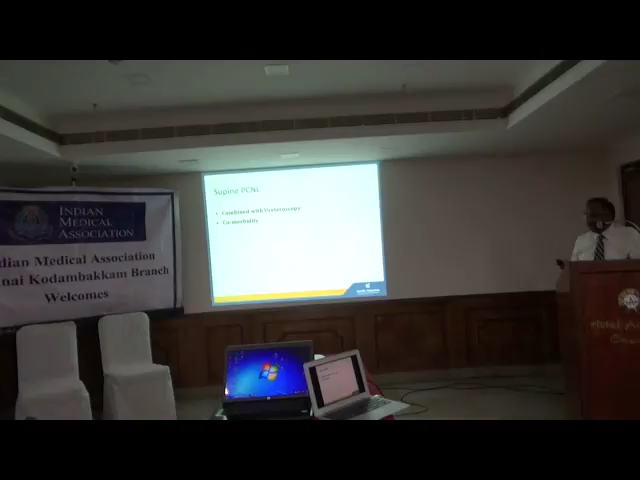 INDIAN
MEDICAL
ASSOCIATION
dian Medical Association
nai Kodambakkam Branch
Welcomes
Supine PCNL
• Combined with Ureteroscopy
• Co-morbidity